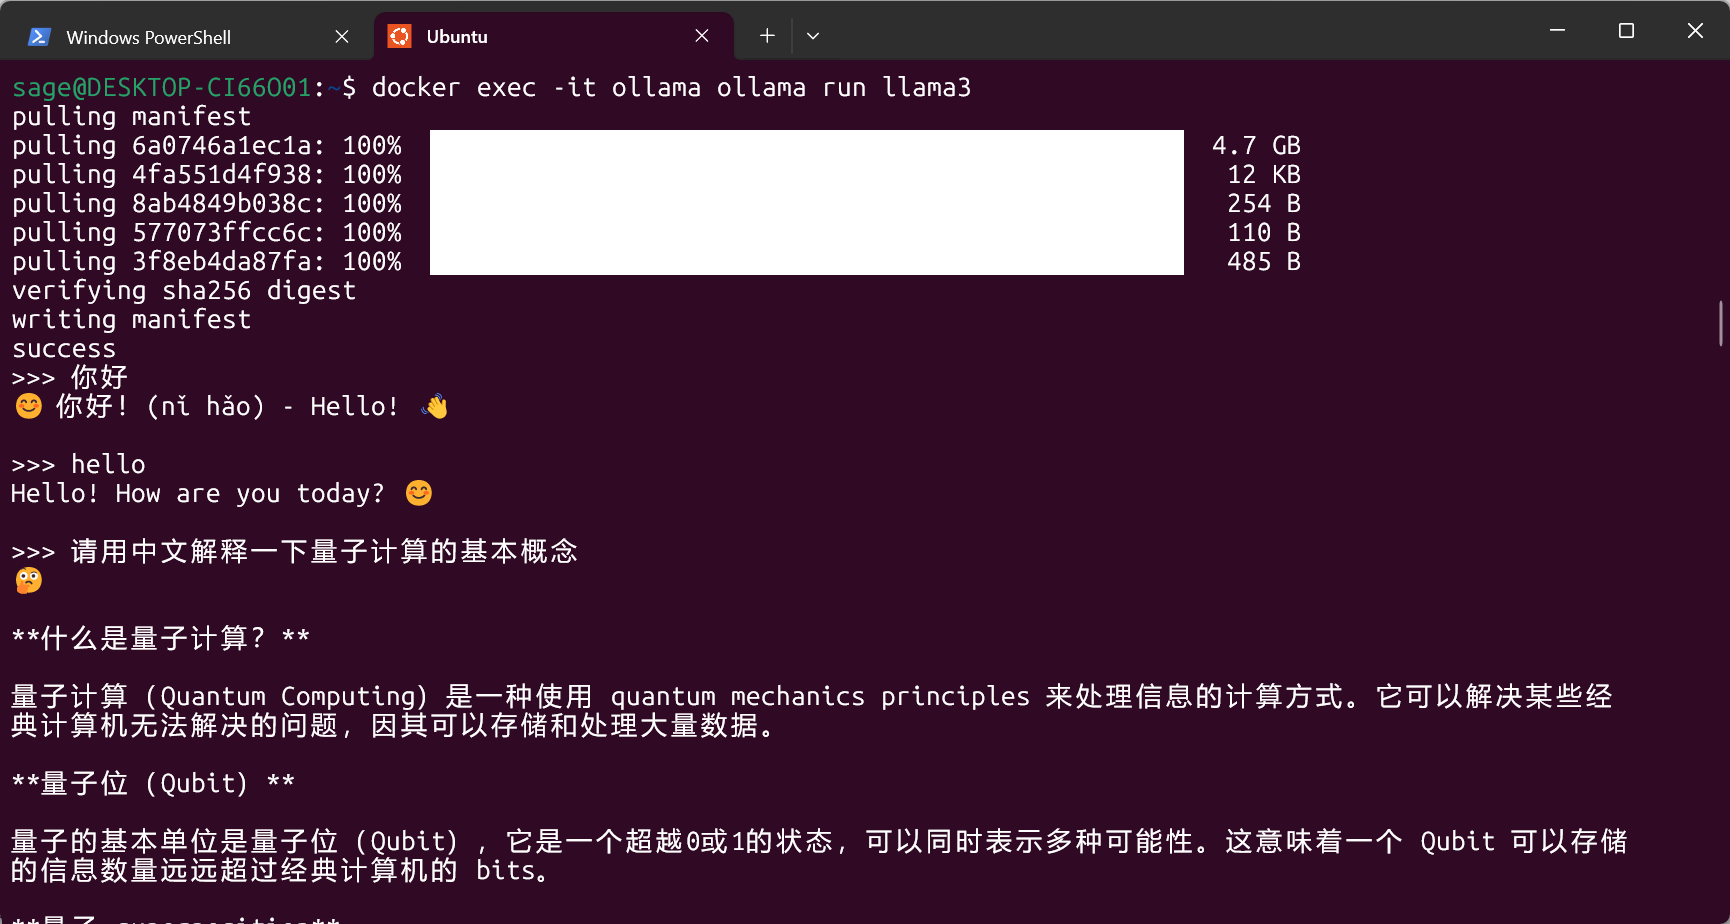 Windows PowerShell
Ubuntu
sage@DESKTOP-CI66O01:~$ docker exec -it ollama ollama run llama3
pulling manifest
pulling 6a0746a1ec1a: 100% 4.7 GB
pulling 4fa551d4f938: 100% 12 KB
pulling 8ab4849b038c: 100% 254 B
pulling 577073ffcc6c: 100% 110 B
pulling 3f8eb4da87fa: 100% 485 B
verifying sha256 digest
writing manifest
success
>>> 你好
😊 你好！(nǐ hǎo) - Hello! 👋
>>> hello
Hello! How are you today? 😊
>>> 请用中文解释一下量子计算的基本概念
🤔
**什么是量子计算？**
量子计算（Quantum Computing）是一种使用 quantum mechanics principles 来处理信息的计算方式。它可以解决某些经
典计算机无法解决的问题，因其可以存储和处理大量数据。
**量子位（Qubit）**
量子的基本单位是量子位（Qubit），它是一个超越0或1的状态，可以同时表示多种可能性。这意味着一个 Qubit 可以存储
的信息数量远远超过经典计算机的 bits。
**量子 superposition**